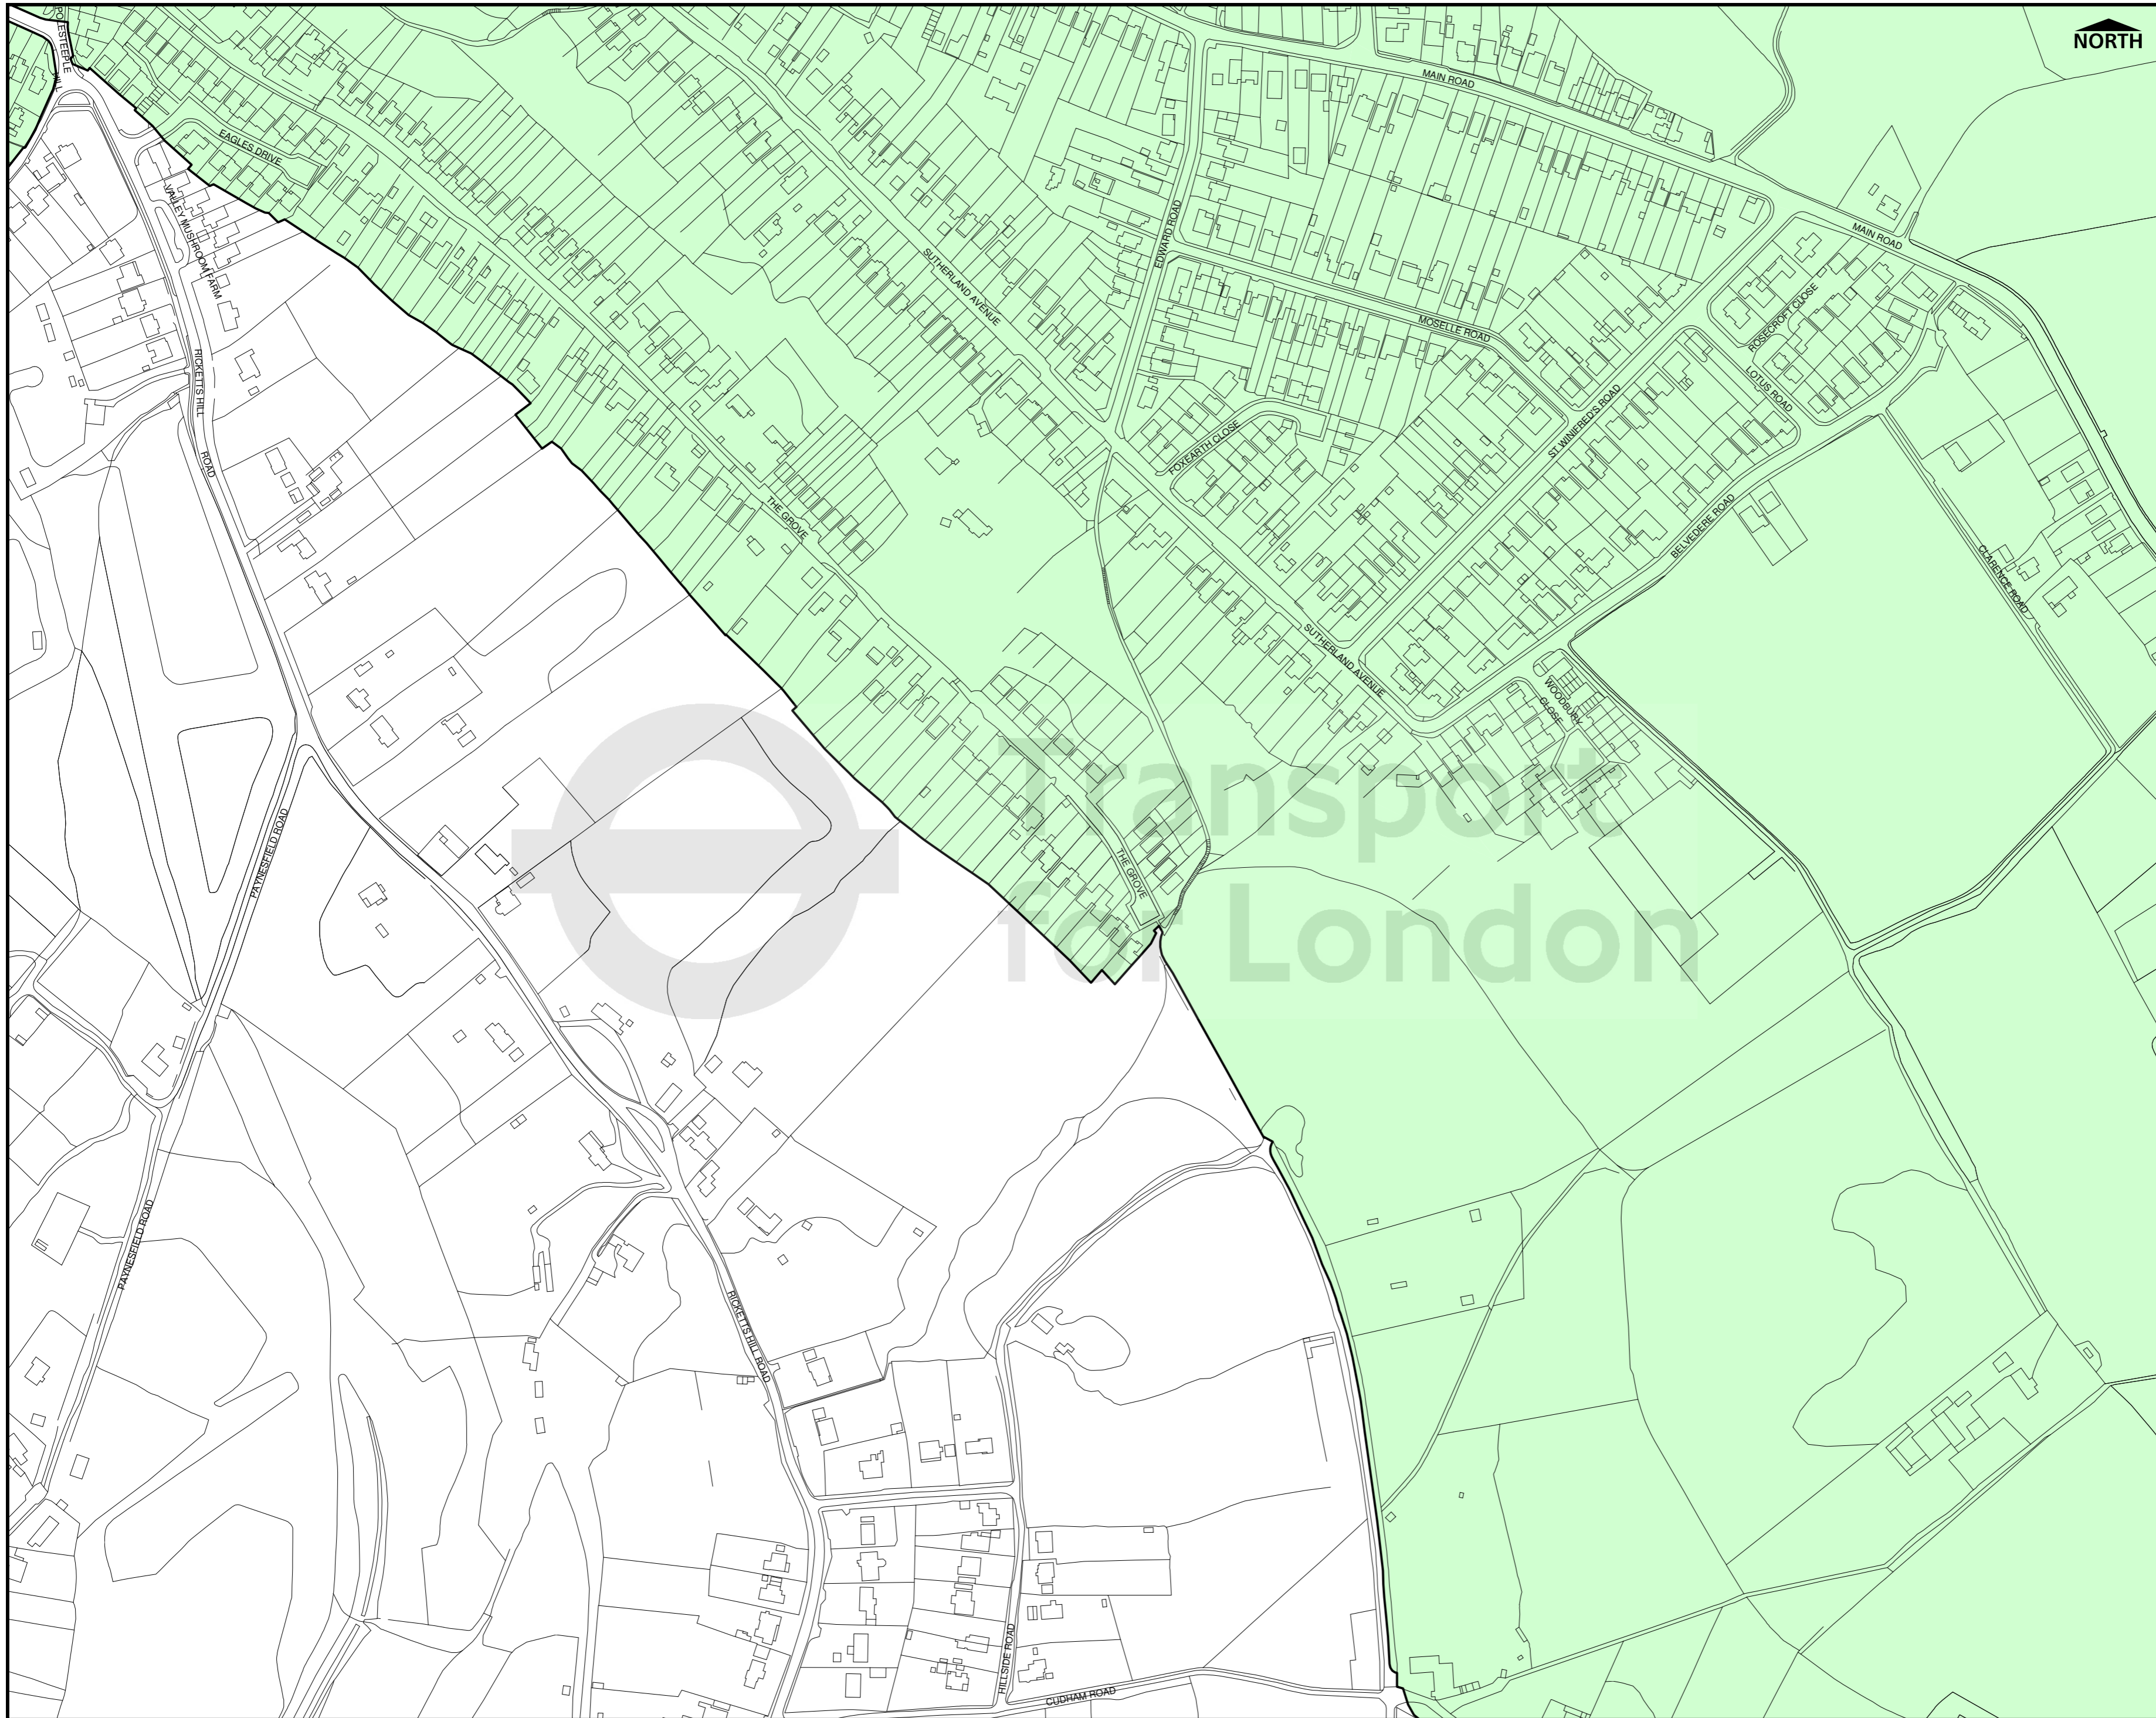 POLESTEEPLE
HILL
NORTH
MAIN ROAD
EAGLES DRIVE
VALLEY MUSHROOM FARM
EDWARD ROAD
MAIN ROAD
SUTHERLAND AVENUE
MOSELLE ROAD
ROSECROFT CLOSE
RICKETTS HILL
ROAD
LOTUS ROAD
ST. WINIFRED'S ROAD
FOXEARTH CLOSE
THE GROVE
BELVEDERE ROAD
CLARENCE ROAD
SUTHERLAND AVENUE
WOODBURY
CLOSE
Transport
for London
PAYNESFIELD ROAD
THE GROVE
PAYNESFIELD ROAD
RICKETTS HILL ROAD
HILLSIDE ROAD
CUDHAM ROAD